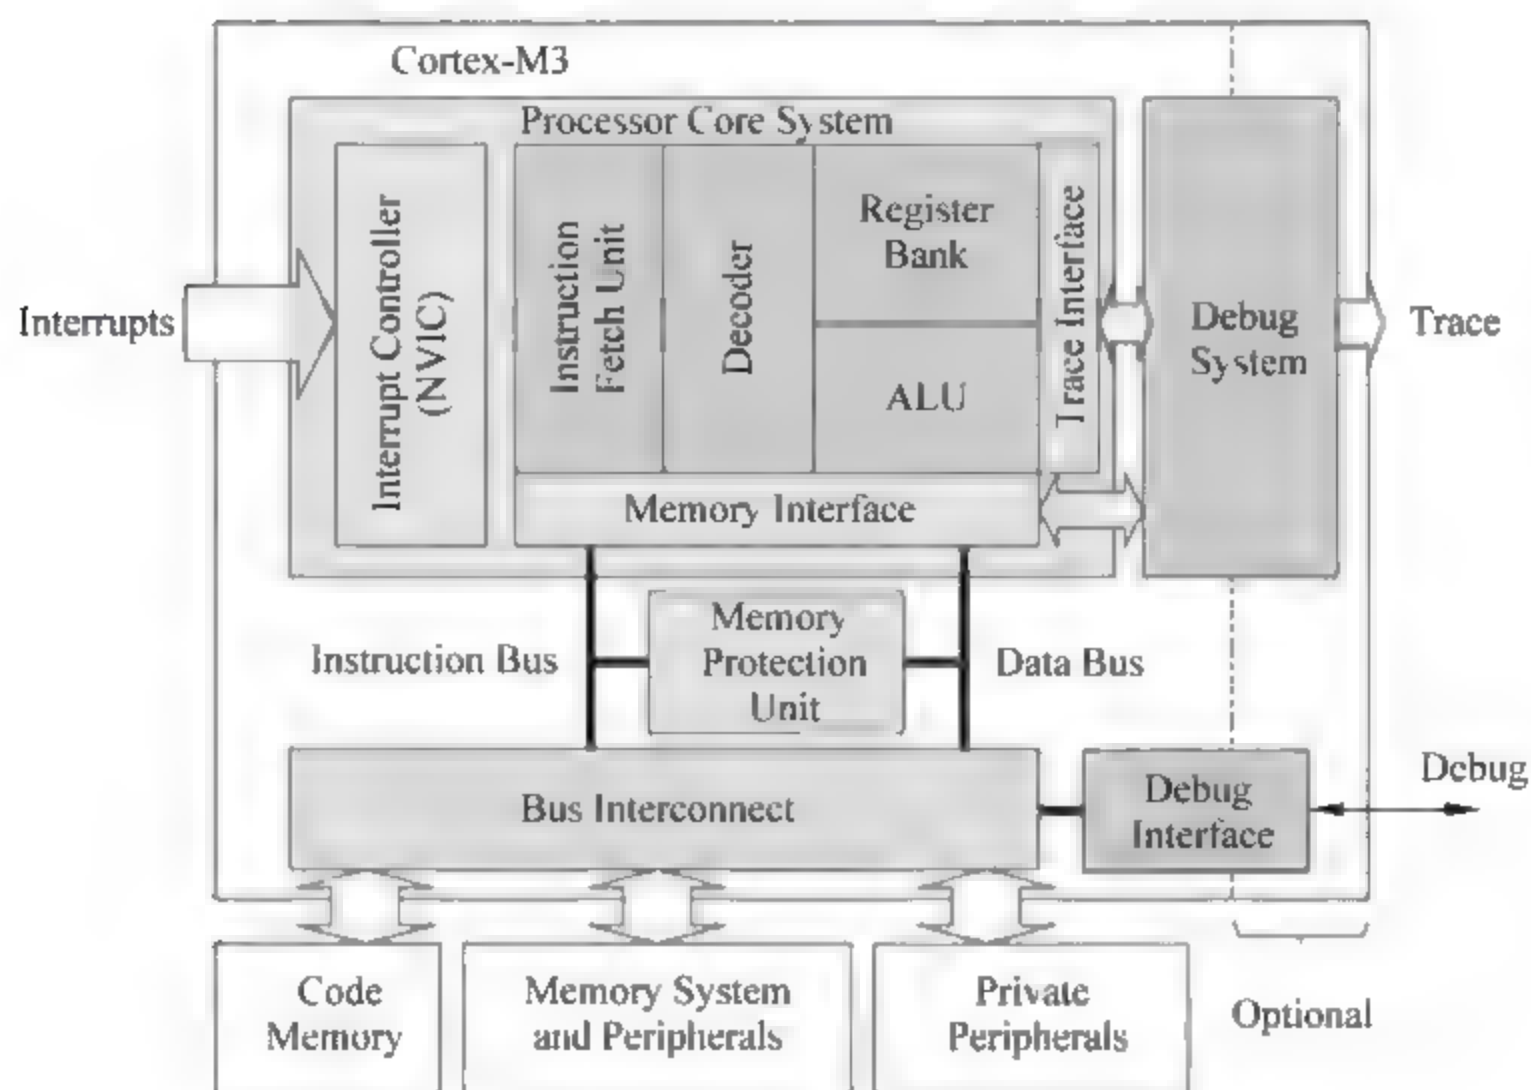 Cortex-M3
Processor Core System
Interrupts
Interrupt Controller
(NVIC)
Instruction
Fetch Unit
Decoder
Register
Bank
ALU
Trace Interface
Debug
System
Trace
Memory Interface
Instruction Bus
Memory
Protection
Unit
Data Bus
Bus Interconnect
Debug
Interface
Debug
Code
Memory
Memory System
and Peripherals
Private
Peripherals
Optional